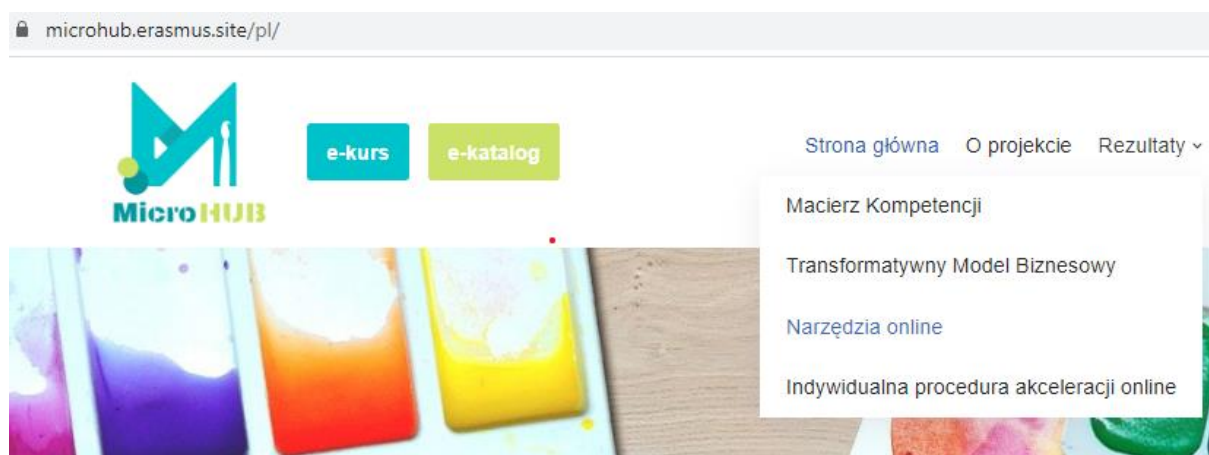 microhub.erasmus.site/pl/
MicroHUB
e-kurs
e-katalog
Strona główna O projekcie Rezultaty
Macierz Kompetencji
Transformatywny Model Biznesowy
Narzędzia online
Indywidualna procedura akceleracji online